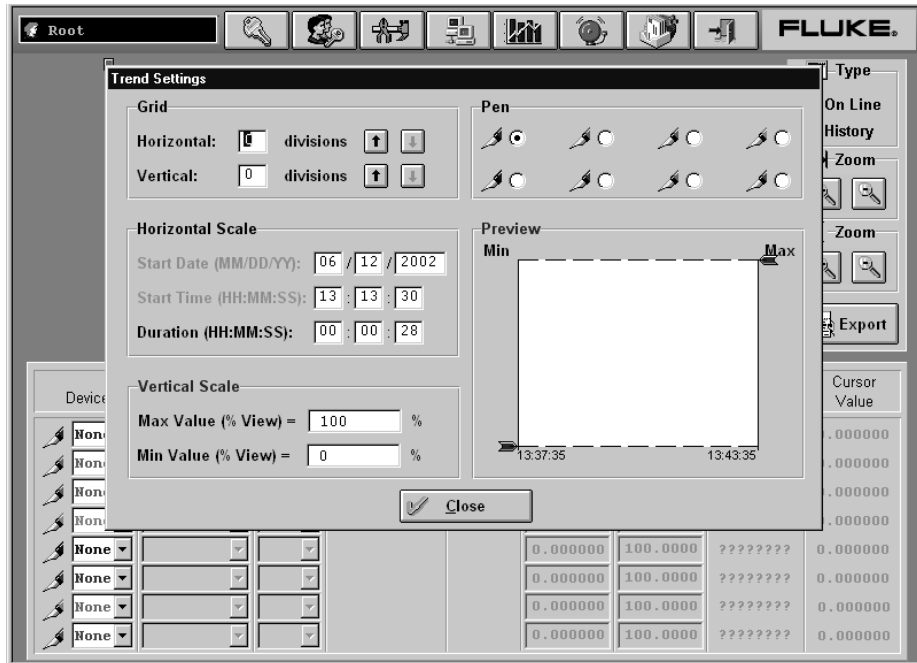 Root
FLUKE®
Type
On Line
History
Zoom
Zoom
Export
Trend Settings
Grid
Horizontal: 0 divisions
Vertical: 0 divisions
Pen
Horizontal Scale
Start Date (MM/DD/YY): 06 / 12 / 2002
Start Time (HH:MM:SS): 13 : 13 : 30
Duration (HH:MM:SS): 00 : 00 : 28
Vertical Scale
Max Value (% View) = 100 %
Min Value (% View) = 0 %
Preview
Min
Max
13:37:35 13:43:35
Close
Device
Cursor
Value
None .000000
None .000000
None .000000
None .000000
None 0.000000 100.0000 ???????? 0.000000
None 0.000000 100.0000 ???????? 0.000000
None 0.000000 100.0000 ???????? 0.000000
None 0.000000 100.0000 ???????? 0.000000